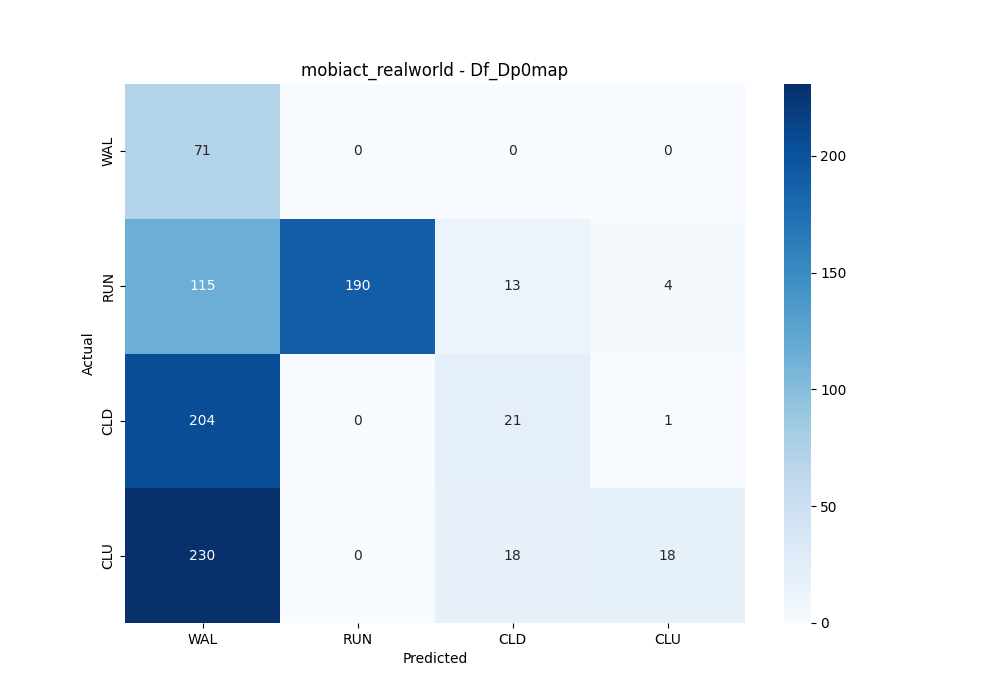 mobiact_realworld - Df_Dp0map
WAL 71 0 0 0
RUN 115 190 13 4
CLD 204 0 21 1
CLU 230 0 18 18
WAL RUN CLD CLU
Predicted
Actual
200
150
100
50
0